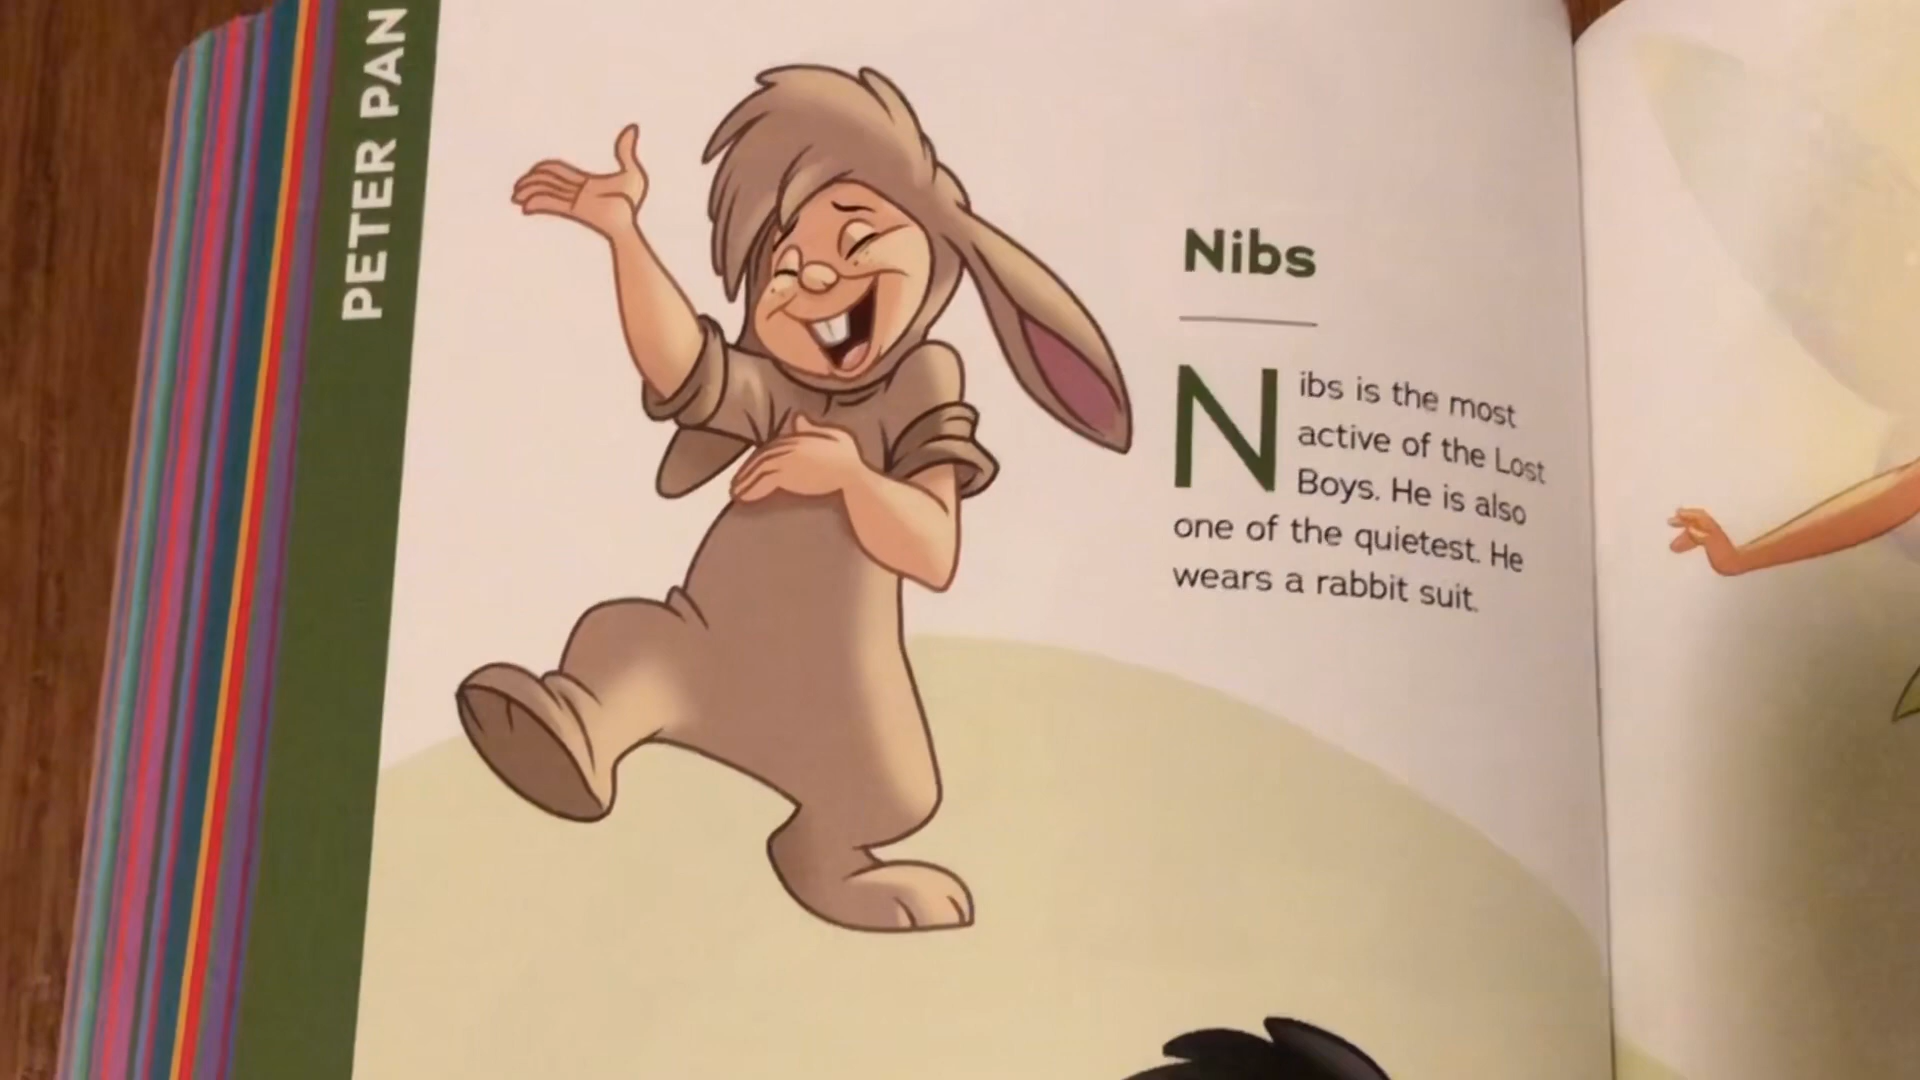 PETER PAN
Nibs
Nibs is the most
active of the Lost
Boys. He is also
one of the quietest. He
wears a rabbit suit.